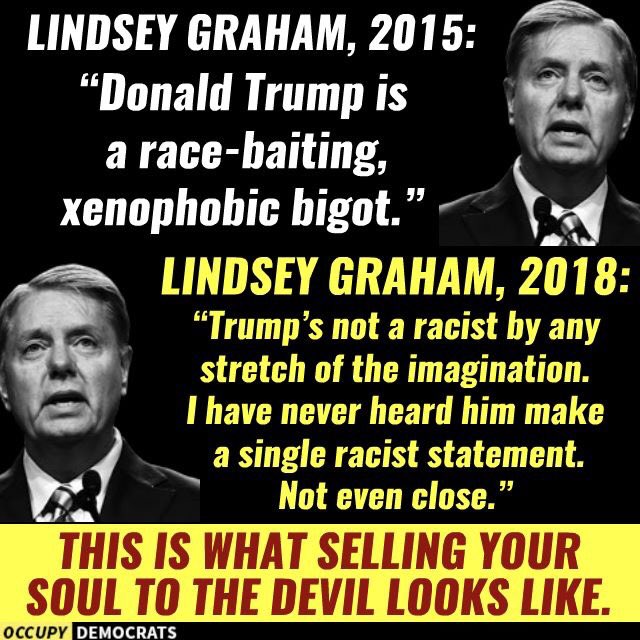 LINDSEY GRAHAM, 2015:
“Donald Trump is
a race-baiting,
xenophobic bigot.”
LINDSEY GRAHAM, 2018:
“Trump’s not a racist by any
stretch of the imagination.
I have never heard him make
a single racist statement.
Not even close.”
THIS IS WHAT SELLING YOUR
SOUL TO THE DEVIL LOOKS LIKE.
OCCUPY DEMOCRATS